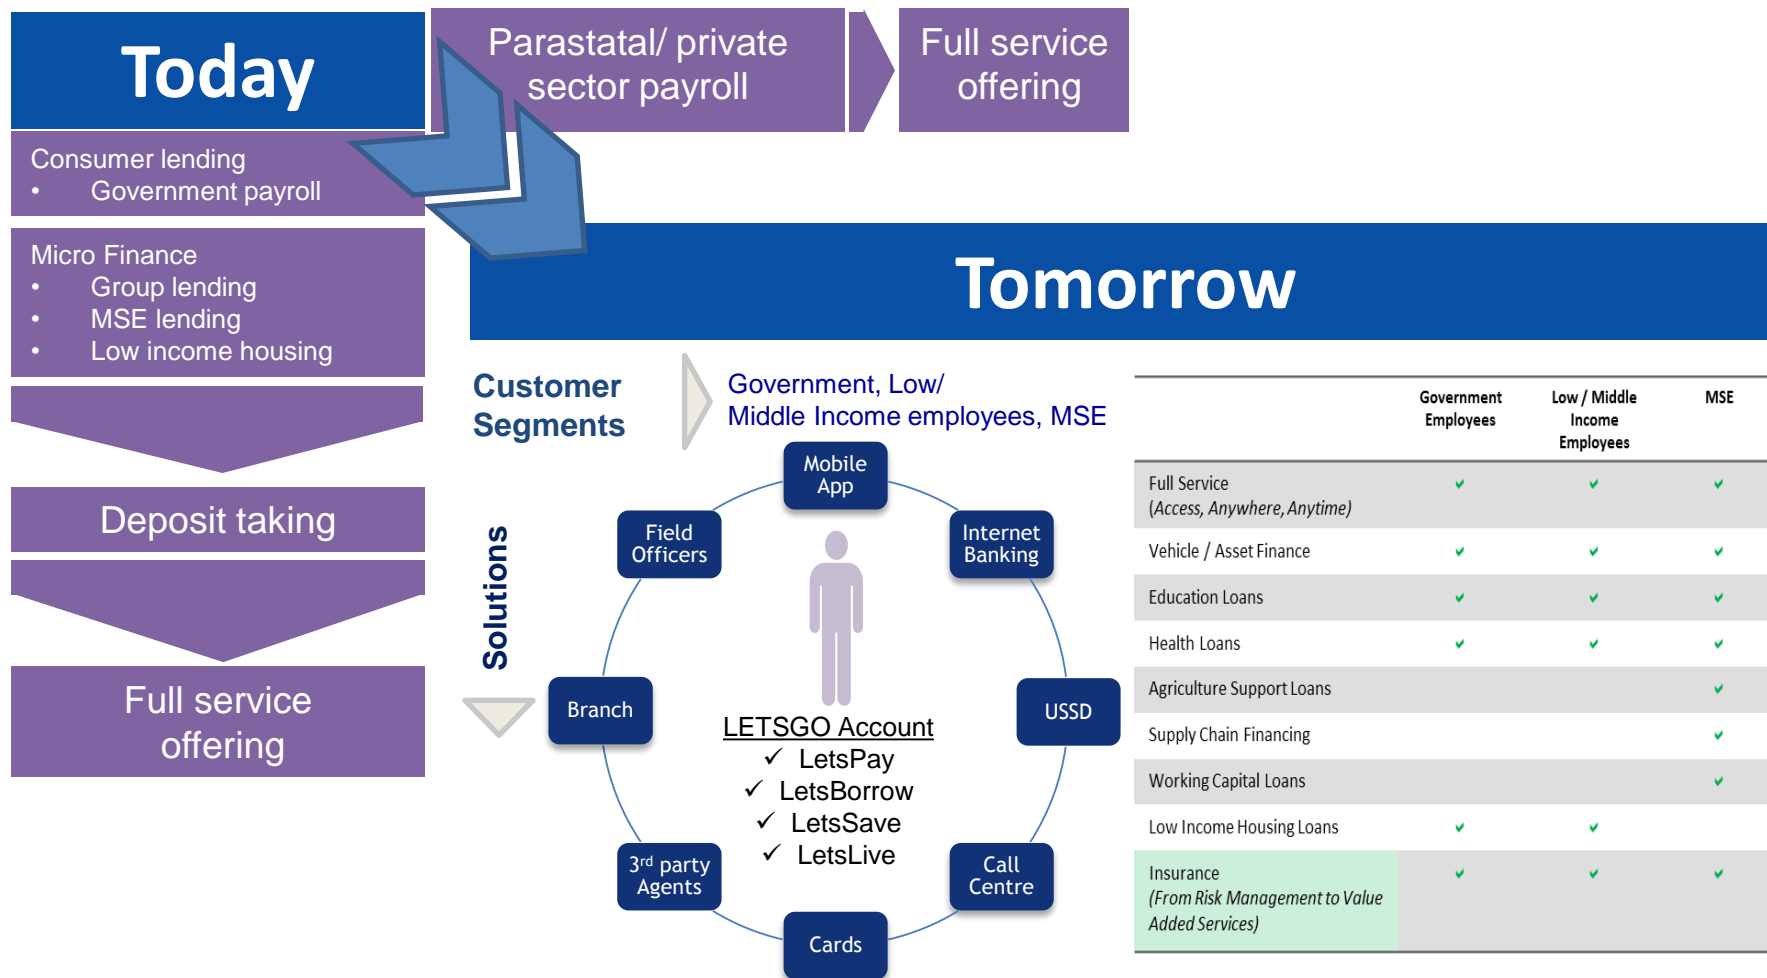 Today
Parastatal/ private
sector payroll
Full service
offering
Consumer lending
• Government payroll
Micro Finance
• Group lending
• MSE lending
• Low income housing
Deposit taking
Full service
offering
Tomorrow
Customer
Segments
Government, Low/
Middle Income employees, MSE
Solutions
Mobile
App
Internet
Banking
USSD
Call
Centre
Cards
3rd party
Agents
Branch
Field
Officers
LETSGO Account
✓ LetsPay
✓ LetsBorrow
✓ LetsSave
✓ LetsLive
Government
Employees
Low / Middle
Income
Employees
MSE
Full Service ✓ ✓ ✓
(Access, Anywhere, Anytime)
Vehicle / Asset Finance ✓ ✓ ✓
Education Loans ✓ ✓ ✓
Health Loans ✓ ✓ ✓
Agriculture Support Loans ✓
Supply Chain Financing ✓
Working Capital Loans ✓
Low Income Housing Loans ✓ ✓
Insurance ✓ ✓ ✓
(From Risk Management to Value
Added Services)